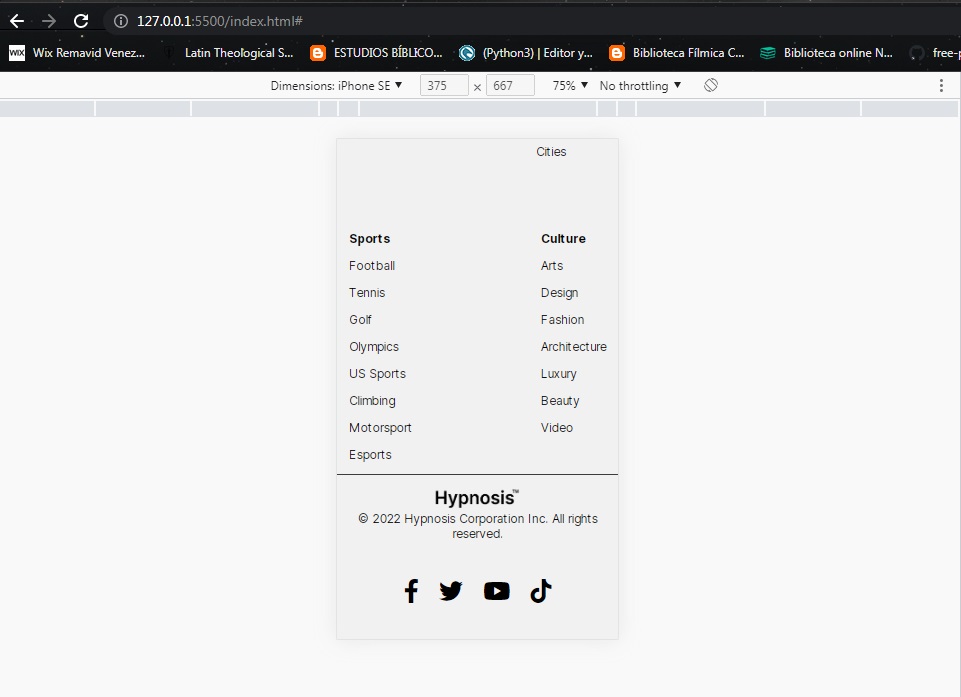 127.0.0.1:5500/index.html#
WiX Wix Remavid Venez... Latin Theological S... ESTUDIOS BÍBLICO... (Python3) | Editor y... Biblioteca Fílmica C... Biblioteca online N... free-p
Dimensions: iPhone SE ▼ 375 × 667 75% ▼ No throttling ▼
Cities
Sports Culture
Football Arts
Tennis Design
Golf Fashion
Olympics Architecture
US Sports Luxury
Climbing Beauty
Motorsport Video
Esports
Hypnosis™
© 2022 Hypnosis Corporation Inc. All rights
reserved.